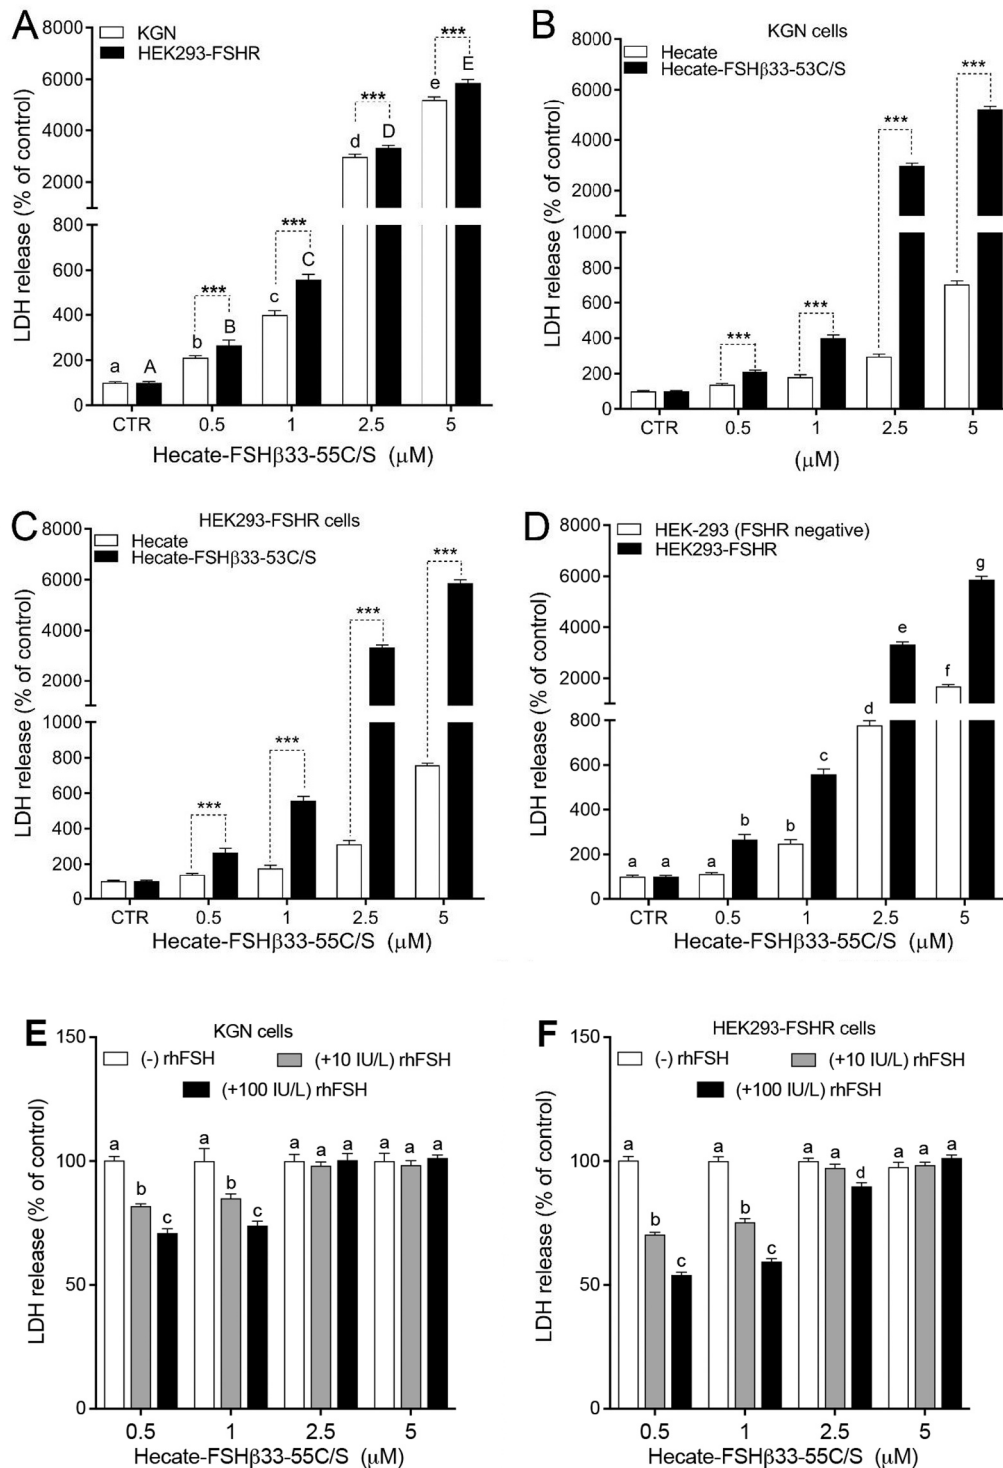 A
KGN
HEK293-FSHR
LDH release (% of control)
8000
6000
4000
2000
800
600
400
200
0
a
A
b
***
B
c
***
C
d
***
D
e
***
E
CTR
0.5
1
2.5
5
Hecate-FSHβ33-55C/S (μM)
B
KGN cells
Hecate
Hecate-FSHβ33-53C/S
LDH release (% of control)
8000
6000
4000
2000
1000
800
600
400
200
0
***
***
***
***
CTR
0.5
1
2.5
5
(μM)
C
HEK293-FSHR cells
Hecate
Hecate-FSHβ33-53C/S
LDH release (% of control)
8000
6000
4000
2000
1000
800
600
400
200
0
***
***
***
***
CTR
0.5
1
2.5
5
Hecate-FSHβ33-55C/S (μM)
D
HEK-293 (FSHR negative)
HEK293-FSHR
LDH release (% of control)
8000
6000
4000
2000
800
600
400
200
0
a
a
a
b
b
c
d
e
f
g
CTR
0.5
1
2.5
5
Hecate-FSHβ33-55C/S (μM)
E
KGN cells
(-) rhFSH
(+10 IU/L) rhFSH
(+100 IU/L) rhFSH
LDH release (% of control)
150
100
50
0
a
b
c
a
b
c
a
a
a
a
a
a
0.5
1
2.5
5
Hecate-FSHβ33-55C/S (μM)
F
HEK293-FSHR cells
(-) rhFSH
(+10 IU/L) rhFSH
(+100 IU/L) rhFSH
LDH release (% of control)
150
100
50
0
a
b
c
a
b
c
a
a
d
a
a
a
0.5
1
2.5
5
Hecate-FSHβ33-55C/S (μM)